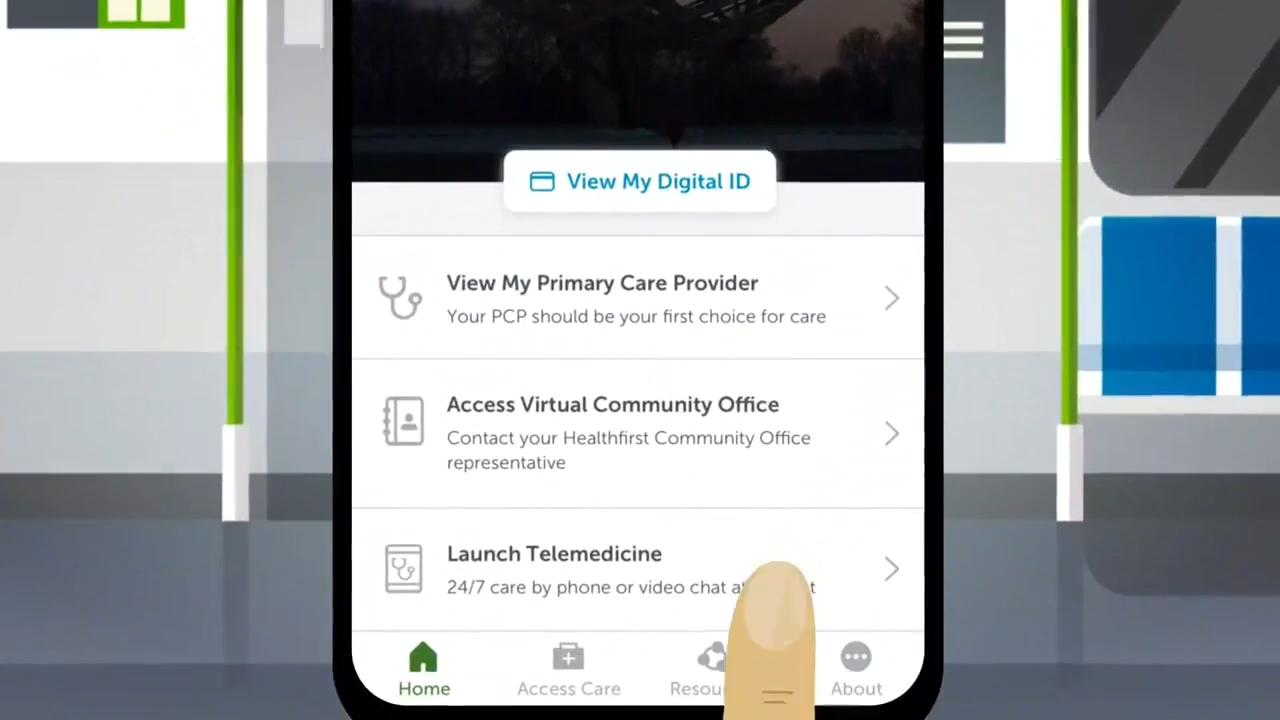 View My Digital ID
View My Primary Care Provider
Your PCP should be your first choice for care
Access Virtual Community Office
Contact your Healthfirst Community Office
representative
Launch Telemedicine
24/7 care by phone or video chat
Home
Access Care
About